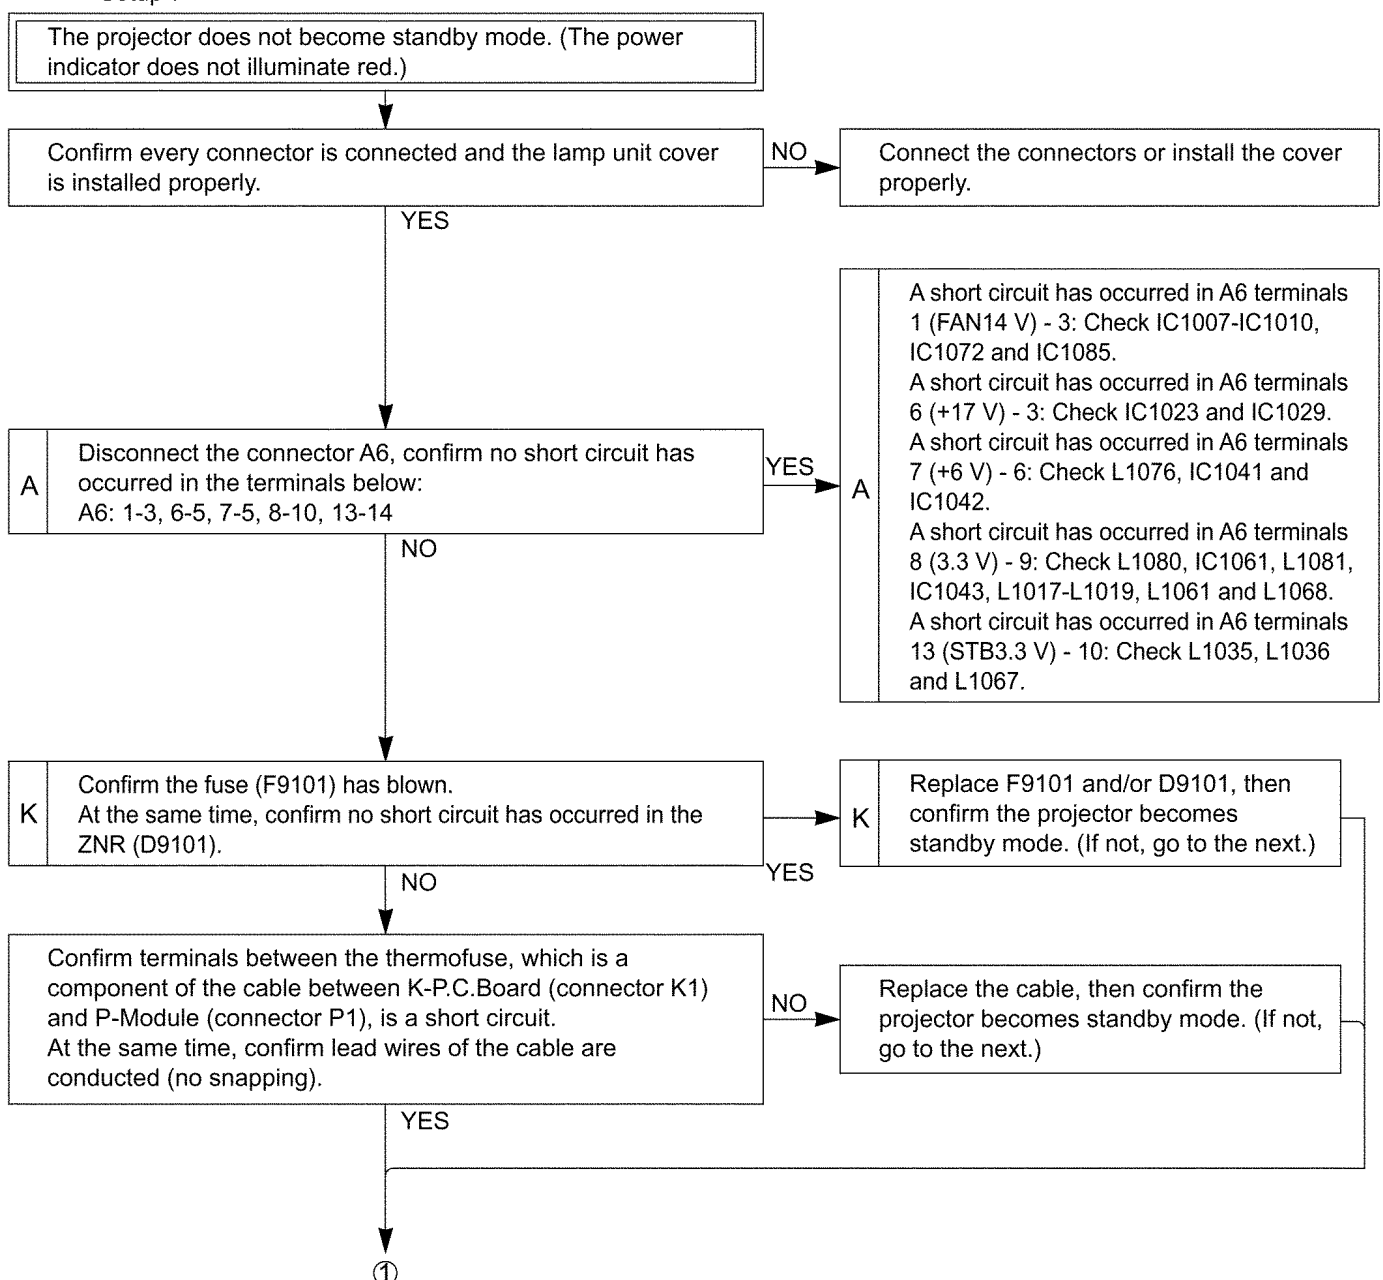 The projector does not become standby mode. (The power
indicator does not illuminate red.)
Confirm every connector is connected and the lamp unit cover
is installed properly.
NO
Connect the connectors or install the cover
properly.
YES
A
Disconnect the connector A6, confirm no short circuit has
occurred in the terminals below:
A6: 1-3, 6-5, 7-5, 8-10, 13-14
YES
A
A short circuit has occurred in A6 terminals
1 (FAN14 V) - 3: Check IC1007-IC1010,
IC1072 and IC1085.
A short circuit has occurred in A6 terminals
6 (+17 V) - 3: Check IC1023 and IC1029.
A short circuit has occurred in A6 terminals
7 (+6 V) - 6: Check L1076, IC1041 and
IC1042.
A short circuit has occurred in A6 terminals
8 (3.3 V) - 9: Check L1080, IC1061, L1081,
IC1043, L1017-L1019, L1061 and L1068.
A short circuit has occurred in A6 terminals
13 (STB3.3 V) - 10: Check L1035, L1036
and L1067.
NO
K
Confirm the fuse (F9101) has blown.
At the same time, confirm no short circuit has occurred in the
ZNR (D9101).
YES
K
Replace F9101 and/or D9101, then
confirm the projector becomes
standby mode. (If not, go to the next.)
NO
Confirm terminals between the thermofuse, which is a
component of the cable between K-P.C.Board (connector K1)
and P-Module (connector P1), is a short circuit.
At the same time, confirm lead wires of the cable are
conducted (no snapping).
NO
Replace the cable, then confirm the
projector becomes standby mode. (If not,
go to the next.)
YES
①